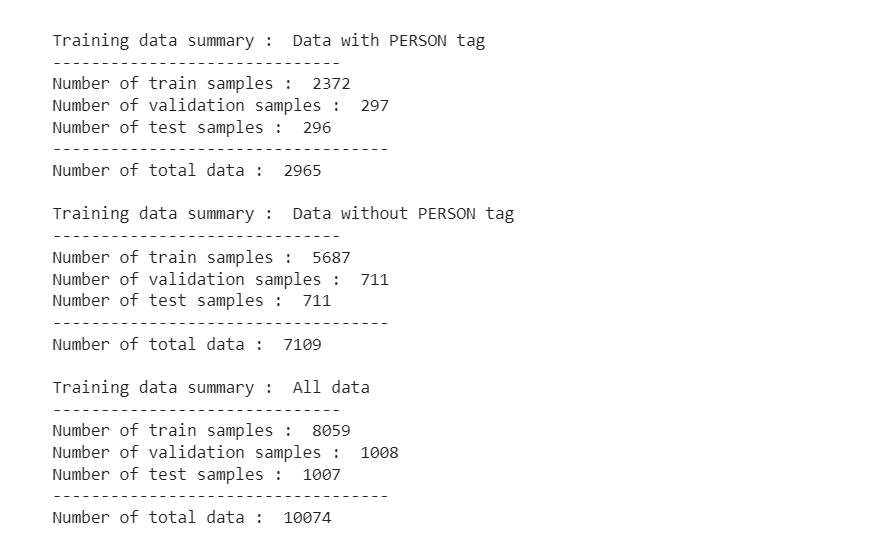 Training data summary :  Data with PERSON tag
------------------------------
Number of train samples :  2372
Number of validation samples :  297
Number of test samples :  296
-----------------------------------
Number of total data :  2965
Training data summary :  Data without PERSON tag
------------------------------
Number of train samples :  5687
Number of validation samples :  711
Number of test samples :  711
-----------------------------------
Number of total data :  7109
Training data summary :  All data
------------------------------
Number of train samples :  8059
Number of validation samples :  1008
Number of test samples :  1007
-----------------------------------
Number of total data :  10074